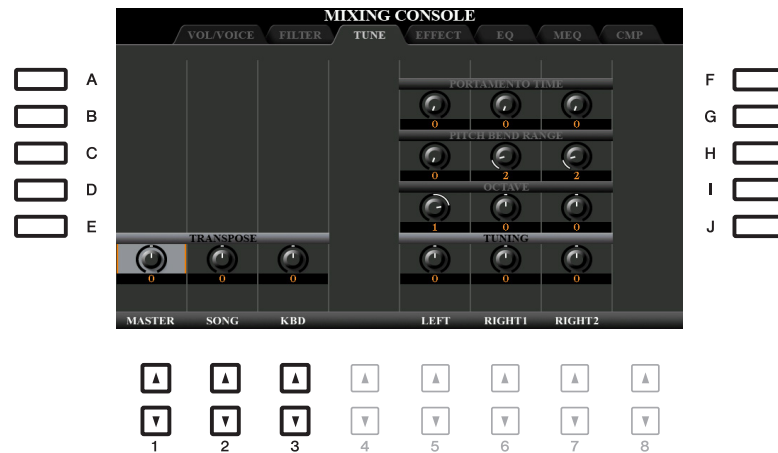 MIXING CONSOLE
VOL/VOICE FILTER TUNE EFFECT EQ MEQ CMP
A
B
C
D
E
F
G
H
I
J
PORTAMENTO TIME
0 0 0
PITCH BEND RANGE
0 2 2
OCTAVE
1 0 0
TRANSPOSE TUNING
0 0 0 0 0 0
MASTER SONG KBD LEFT RIGHT1 RIGHT2
1 2 3 4 5 6 7 8